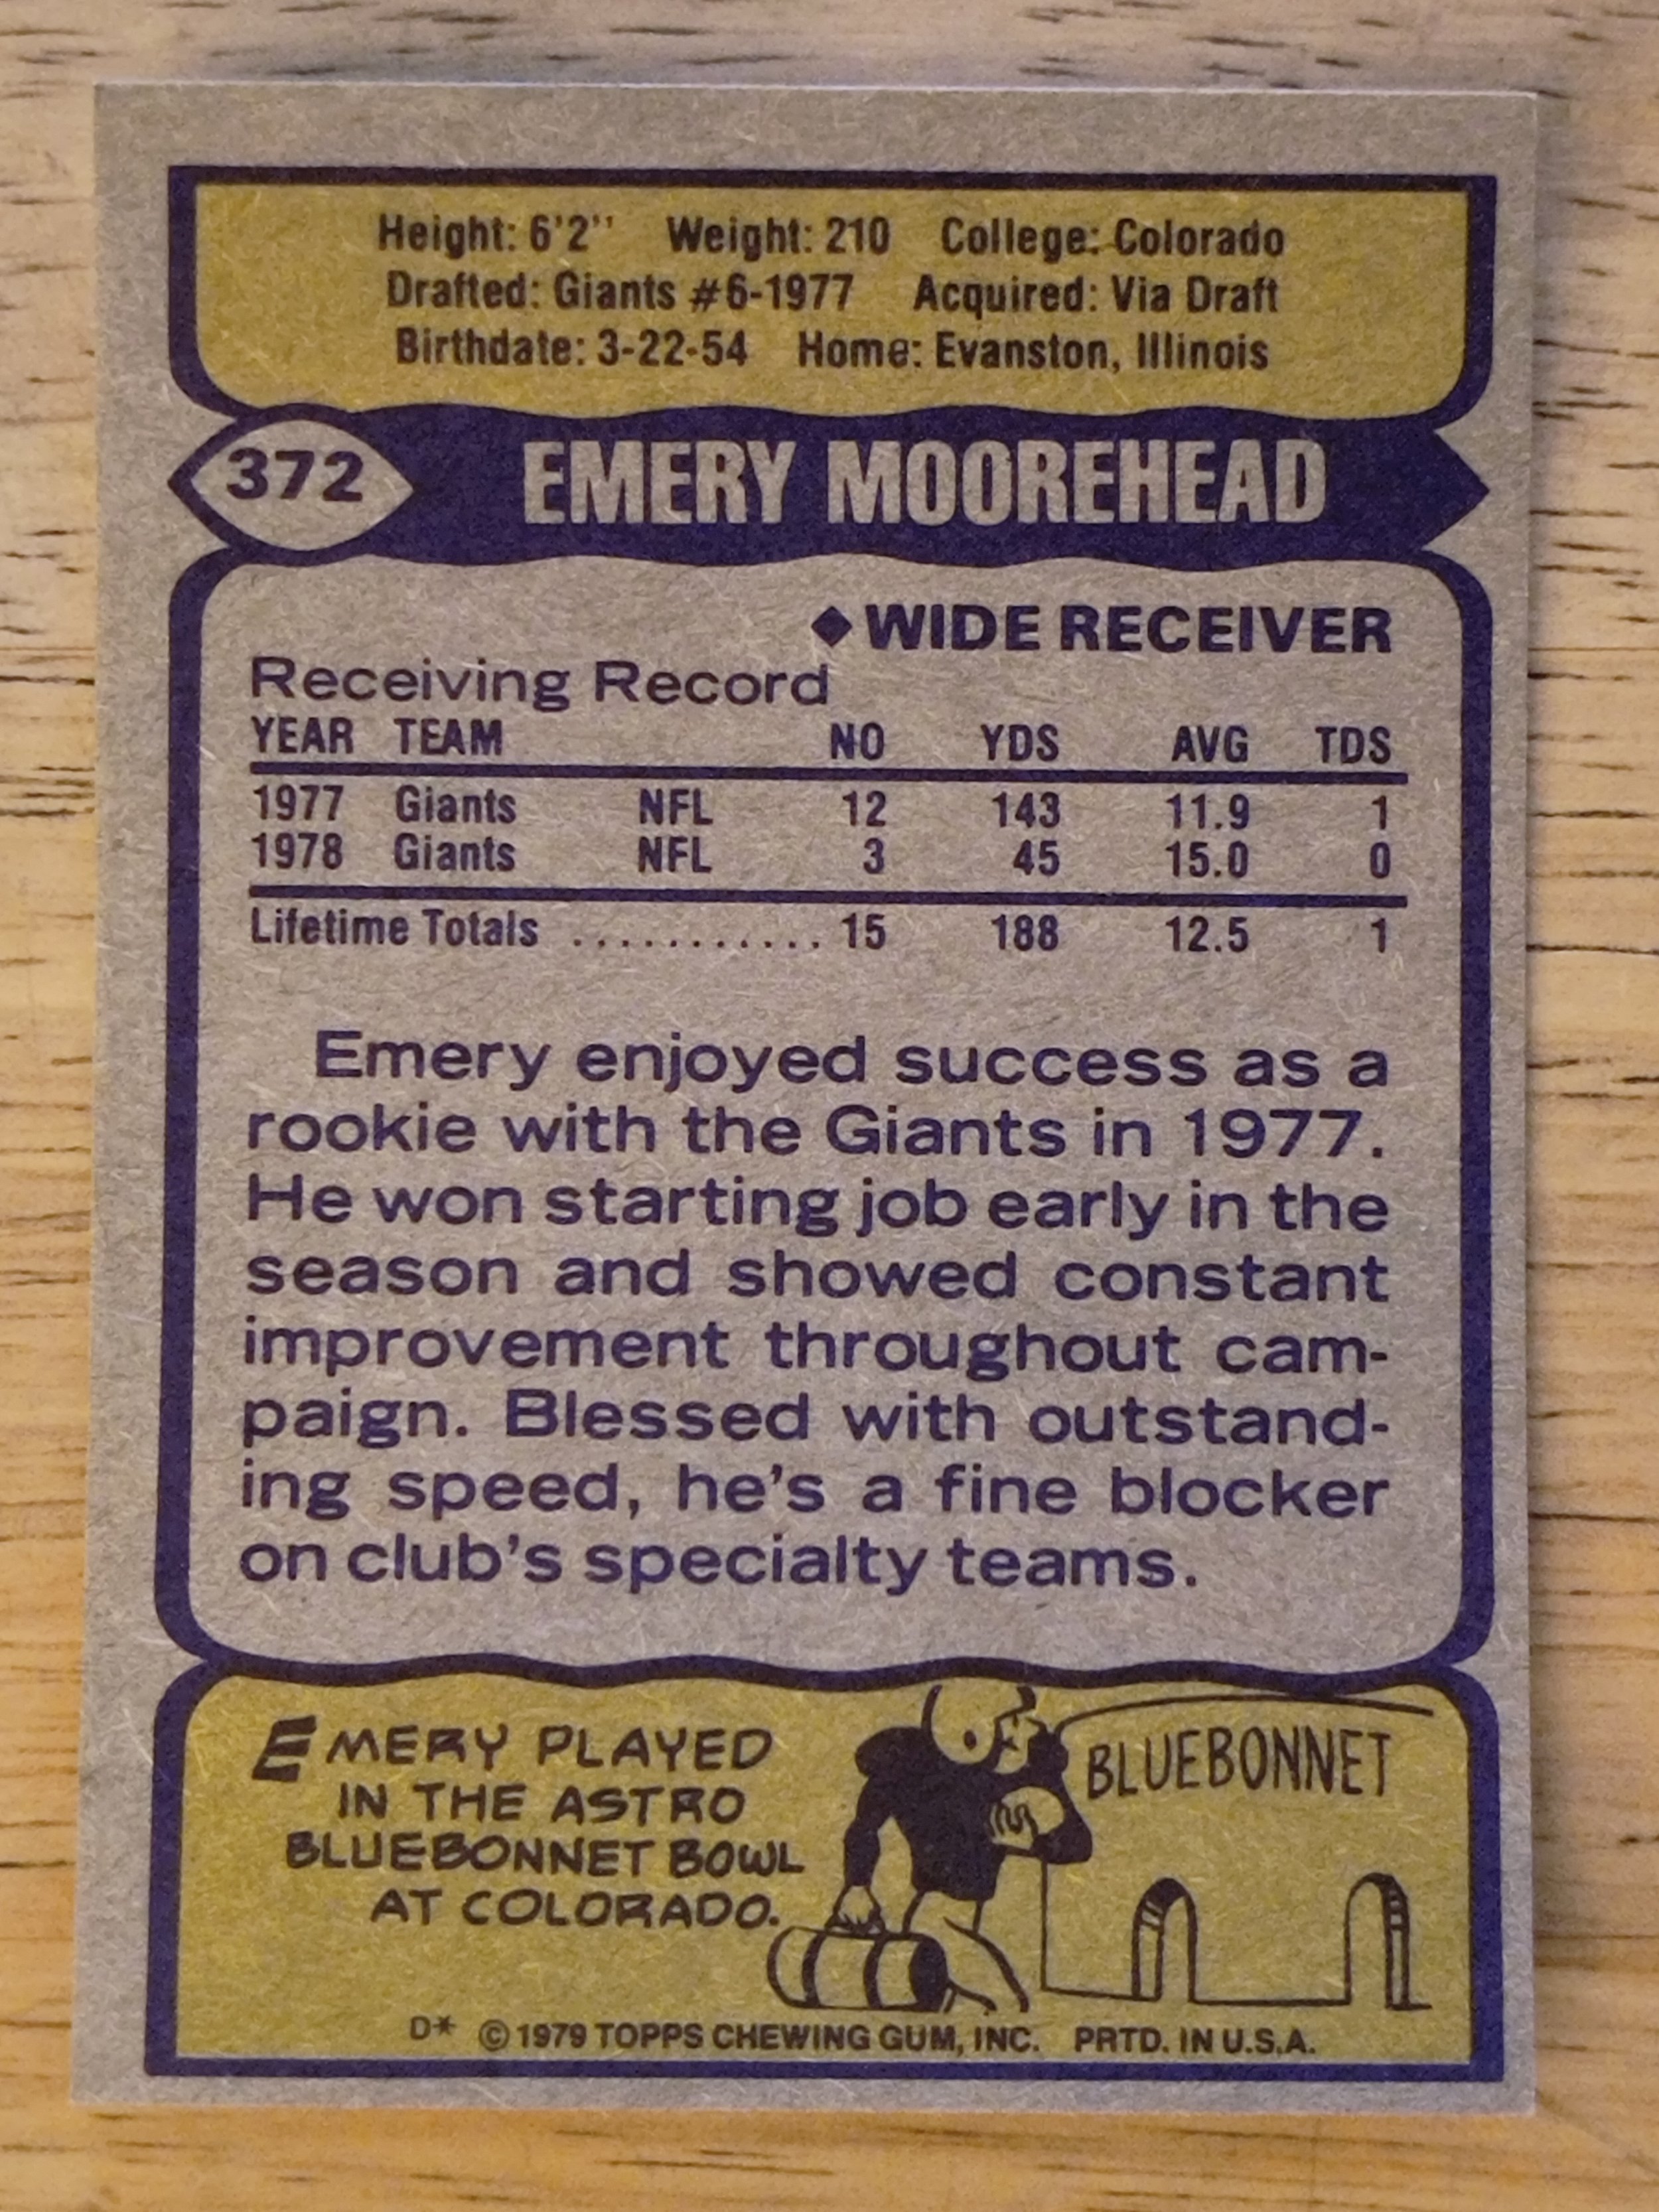 Height: 6'2" Weight: 210 College: Colorado
Drafted: Giants #6-1977 Acquired: Via Draft
Birthdate: 3-22-54 Home: Evanston, Illinois
372 EMERY MOOREHEAD
◆WIDE RECEIVER
Receiving Record
YEAR TEAM NO YDS AVG TDS
1977 Giants NFL 12 143 11.9 1
1978 Giants NFL 3 45 15.0 0
Lifetime Totals ........... 15 188 12.5 1
Emery enjoyed success as a
rookie with the Giants in 1977.
He won starting job early in the
season and showed constant
improvement throughout cam-
paign. Blessed with outstand-
ing speed, he's a fine blocker
on club's specialty teams.
EMERY PLAYED
IN THE ASTRO
BLUEBONNET BOWL
AT COLORADO.
BLUEBONNET
D* © 1979 TOPPS CHEWING GUM, INC. PRTD. IN U.S.A.